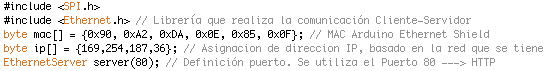 #include <SPI.h>
#include <Ethernet.h> // Librería que realiza la comunicación Cliente-Servidor
byte mac[] = {0x90, 0xA2, 0xDA, 0x0E, 0x85, 0x0F}; // MAC Arduino Ethernet Shield
byte ip[] = {169,254,187,36}; // Asignacion de direccion IP, basado en la red que se tiene
EthernetServer server(80); // Definición puerto. Se utiliza el Puerto 80 ---> HTTP